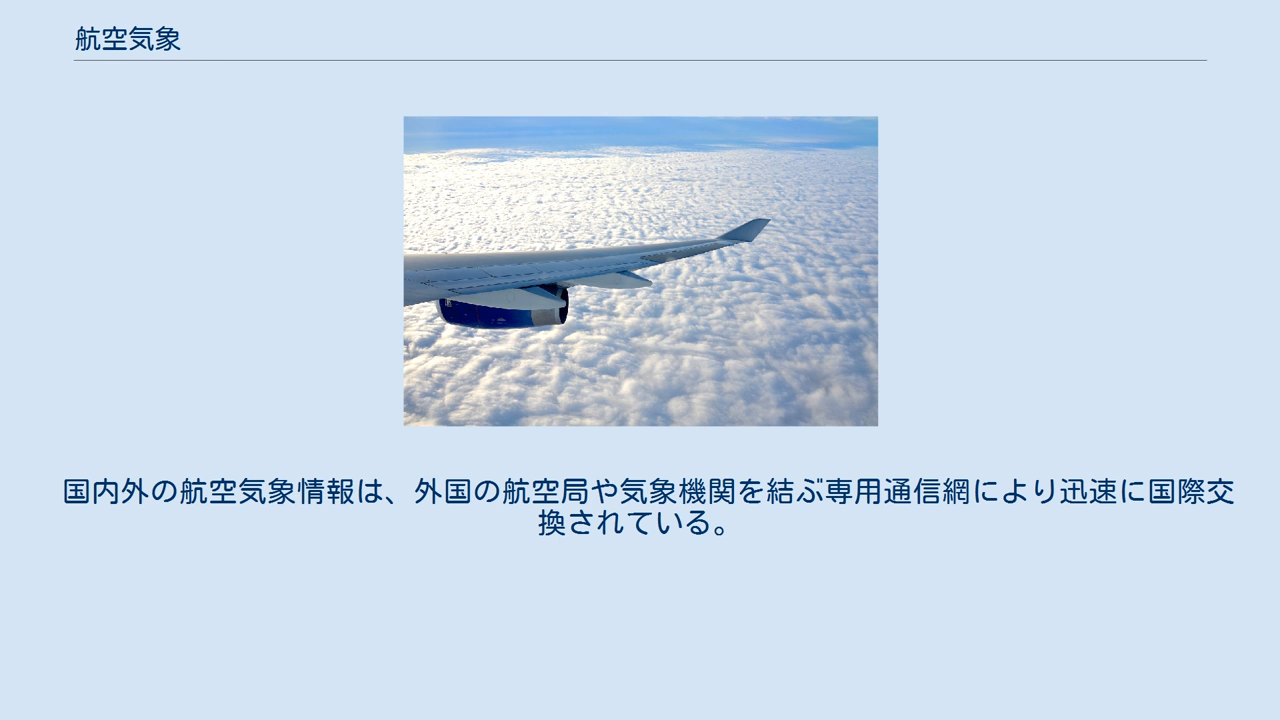 航空気象
国内外の航空気象情報は、外国の航空局や気象機関を結ぶ専用通信網により迅速に国際交
換されている。